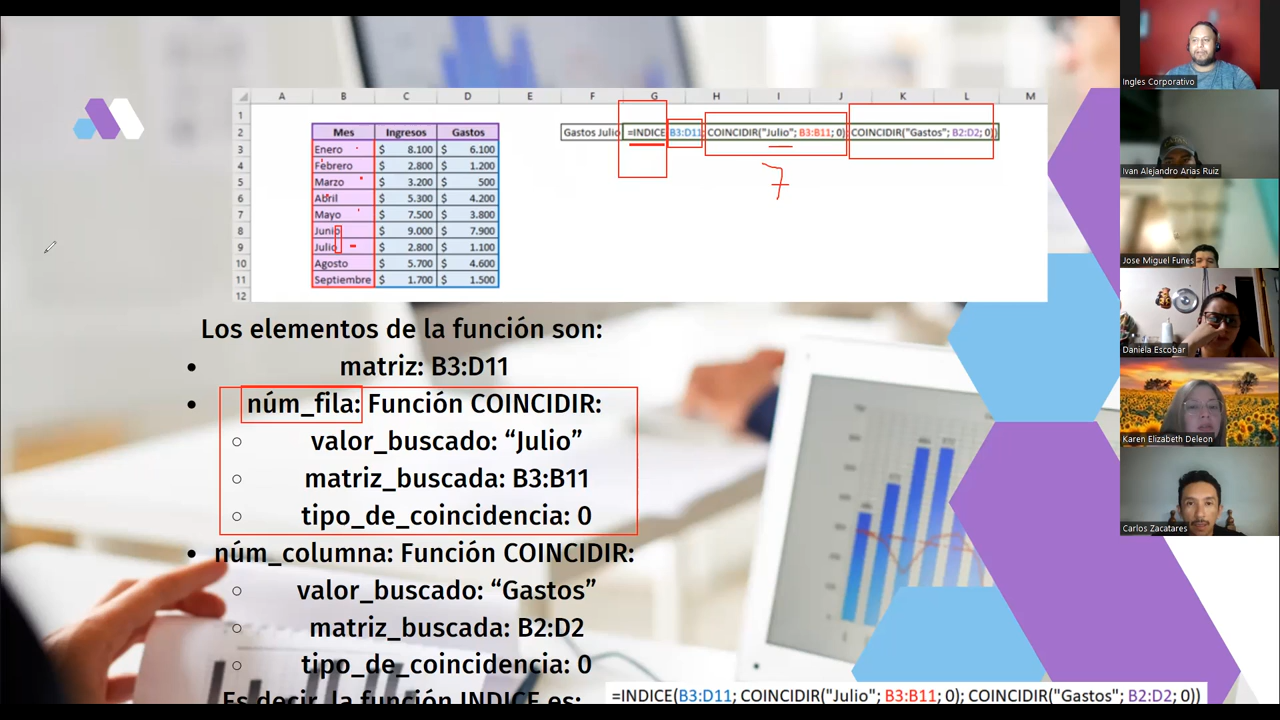 A B C D E F G H I J K L M
1
2 Mes Ingresos Gastos Gastos Julio =INDICE(B3:D11; COINCIDIR("Julio"; B3:B11; 0); COINCIDIR("Gastos"; B2:D2; 0))
3 Enero $ 8.100 $ 6.100
4 Febrero $ 2.800 $ 1.200
5 Marzo $ 3.200 $ 500
6 Abril $ 5.300 $ 4.200
7 Mayo $ 7.500 $ 3.800
8 Junio $ 9.000 $ 7.900
9 Julio $ 2.800 $ 1.100
10 Agosto $ 5.700 $ 4.600
11 Septiembre $ 1.700 $ 1.500
12
7
Los elementos de la función son:
• matriz: B3:D11
• núm_fila: Función COINCIDIR:
○ valor_buscado: “Julio”
○ matriz_buscada: B3:B11
○ tipo_de_coincidencia: 0
• núm_columna: Función COINCIDIR:
○ valor_buscado: “Gastos”
○ matriz_buscada: B2:D2
○ tipo_de_coincidencia: 0
Es decir, la función INDICE es:
=INDICE(B3:D11; COINCIDIR("Julio"; B3:B11; 0); COINCIDIR("Gastos"; B2:D2; 0))
Ingles Corporativo
Ivan Alejandro Arias Ruiz
Jose Miguel Funes
Daniela Escobar
Karen Elizabeth Deleon
Carlos Zacatares